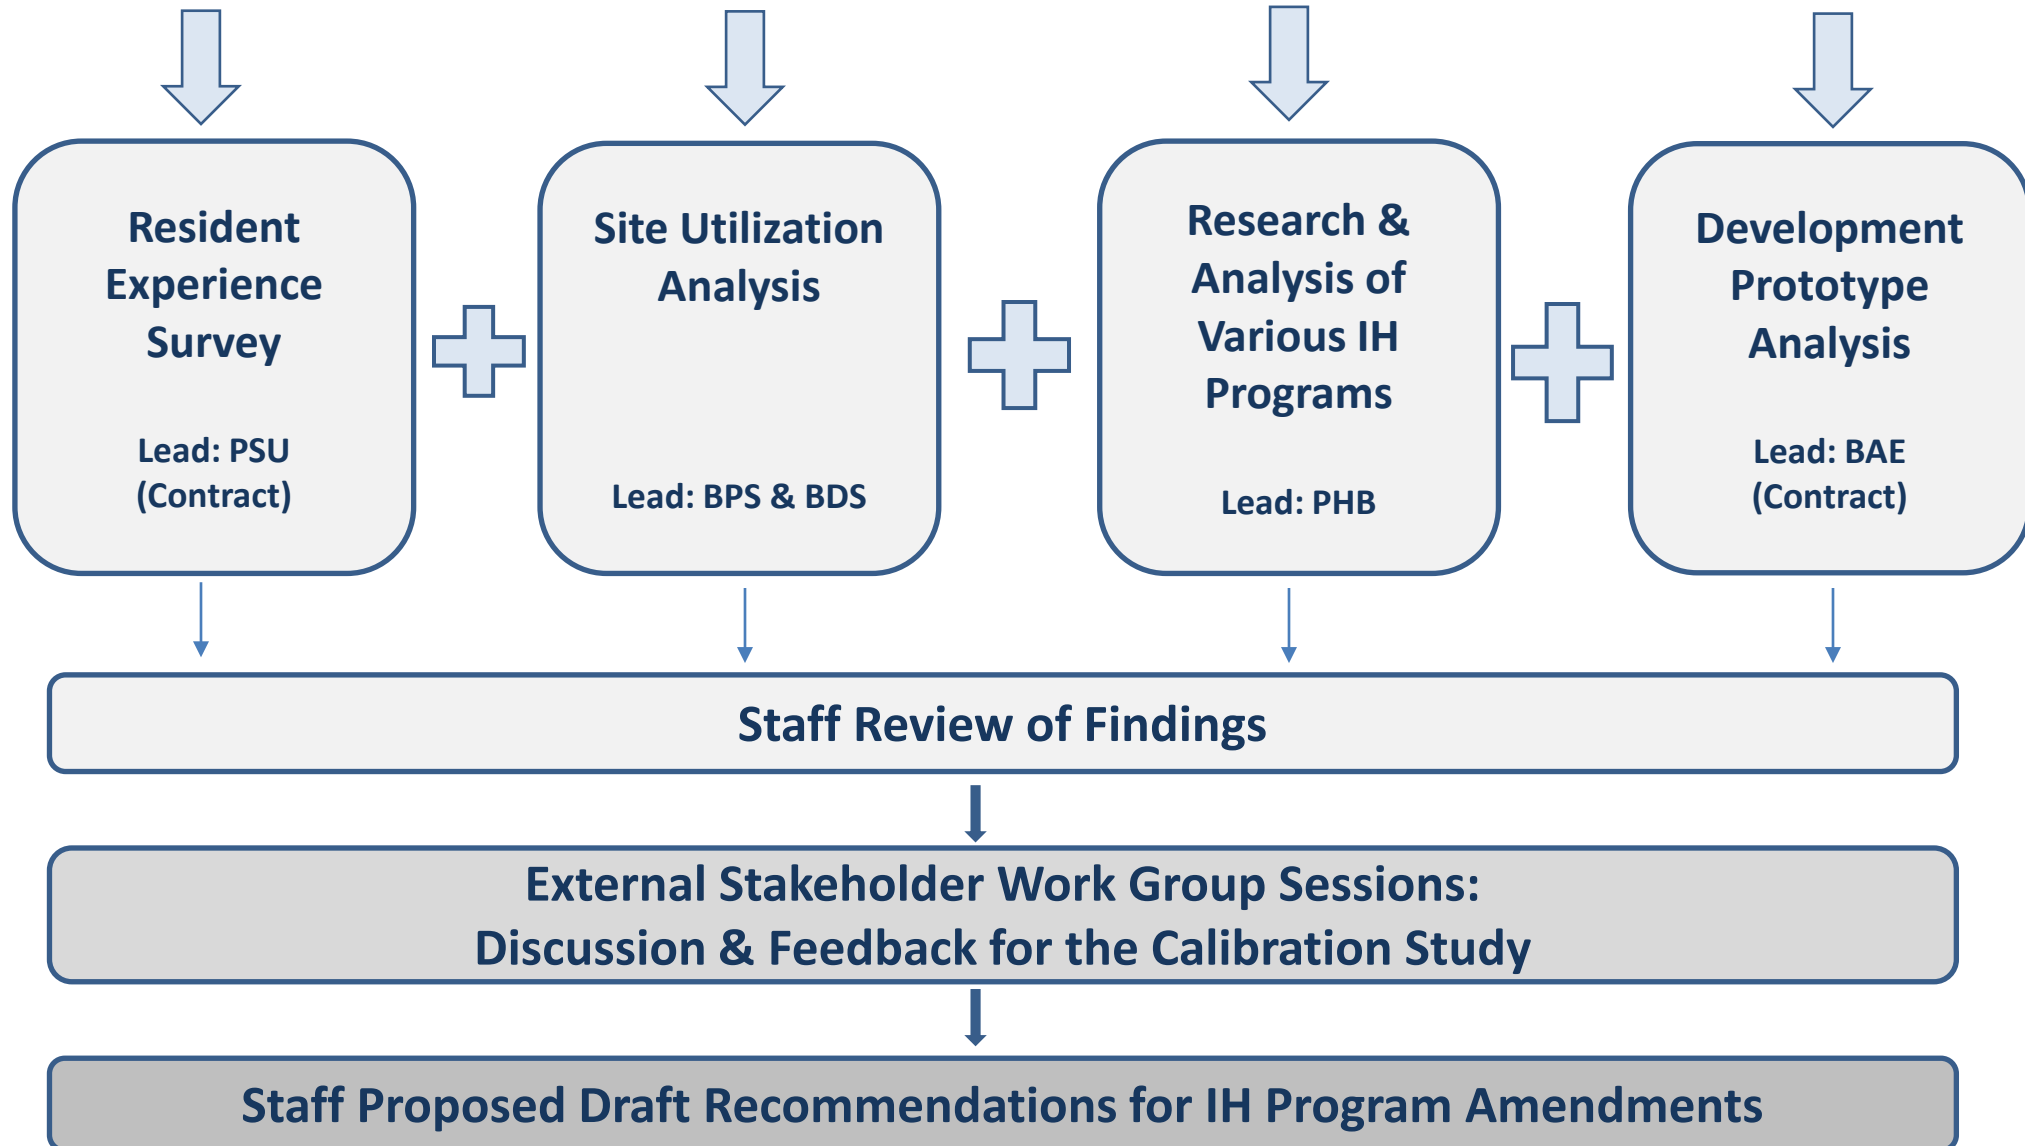 Resident
Experience
Survey
Lead: PSU
(Contract)
Site Utilization
Analysis
Lead: BPS & BDS
Research &
Analysis of
Various IH
Programs
Lead: PHB
Development
Prototype
Analysis
Lead: BAE
(Contract)
Staff Review of Findings
External Stakeholder Work Group Sessions:
Discussion & Feedback for the Calibration Study
Staff Proposed Draft Recommendations for IH Program Amendments